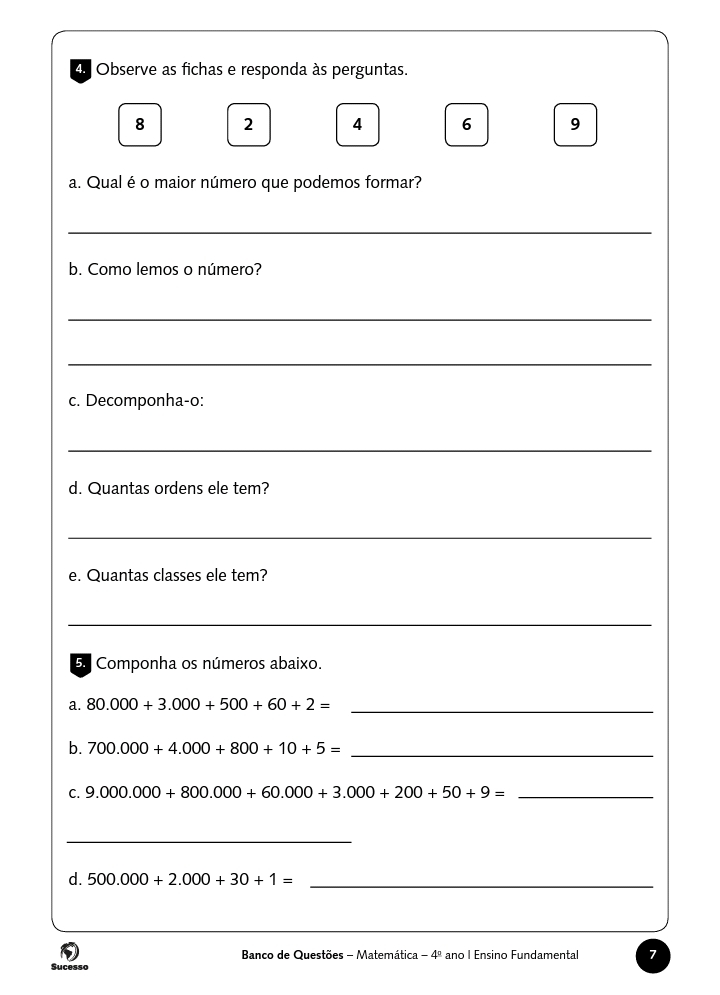 4. Observe as fichas e responda às perguntas.
8 2 4 6 9
a. Qual é o maior número que podemos formar?
b. Como lemos o número?
c. Decomponha-o:
d. Quantas ordens ele tem?
e. Quantas classes ele tem?
5. Componha os números abaixo.
a. 80.000 + 3.000 + 500 + 60 + 2 =
b. 700.000 + 4.000 + 800 + 10 + 5 =
c. 9.000.000 + 800.000 + 60.000 + 3.000 + 200 + 50 + 9 =
d. 500.000 + 2.000 + 30 + 1 =
Sucesso
Banco de Questões – Matemática – 4º ano | Ensino Fundamental
7